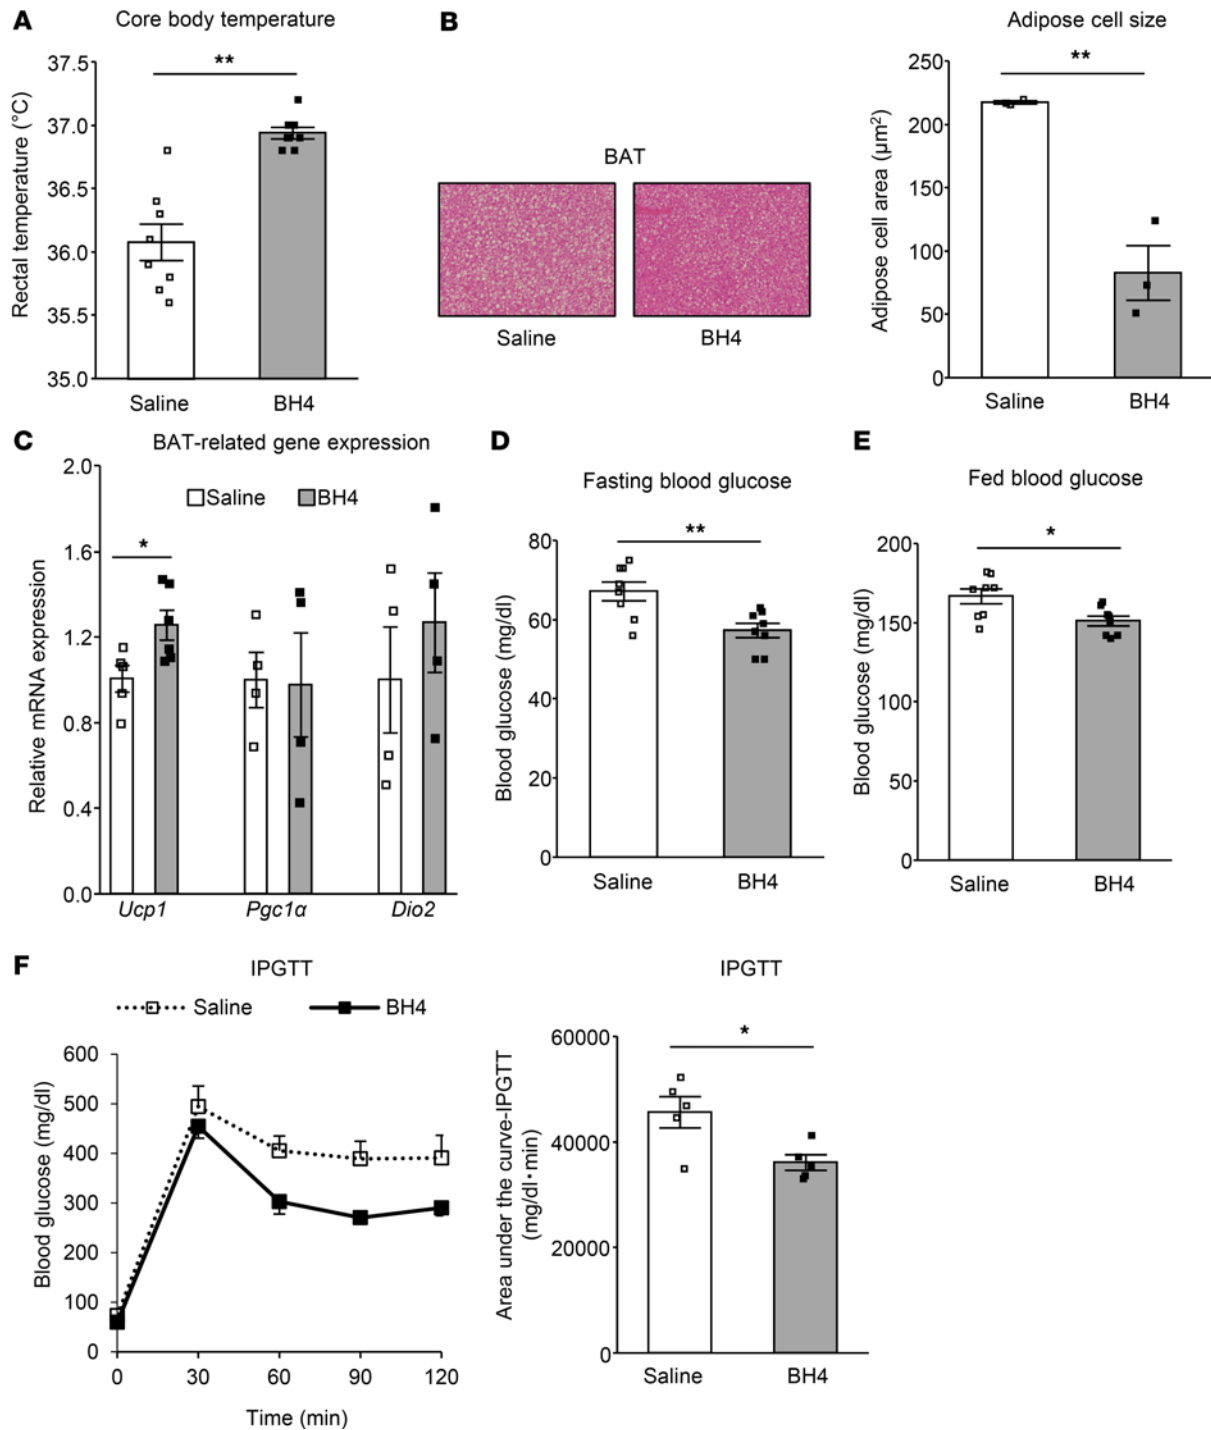 A
Core body temperature
**
Rectal temperature (°C)
37.5
37.0
36.5
36.0
35.5
35.0
Saline
BH4
B
BAT
Saline
BH4
Adipose cell size
**
Adipose cell area (µm²)
250
200
150
100
50
0
Saline
BH4
C
BAT-related gene expression
Saline
BH4
*
Relative mRNA expression
2.0
1.6
1.2
0.8
0.4
0.0
Ucp1
Pgc1α
Dio2
D
Fasting blood glucose
**
Blood glucose (mg/dl)
80
60
40
20
0
Saline
BH4
E
Fed blood glucose
*
Blood glucose (mg/dl)
200
150
100
50
0
Saline
BH4
F
IPGTT
Saline
BH4
Blood glucose (mg/dl)
600
500
400
300
200
100
0
0
30
60
90
120
Time (min)
IPGTT
*
Area under the curve-IPGTT
(mg/dl·min)
60000
40000
20000
0
Saline
BH4